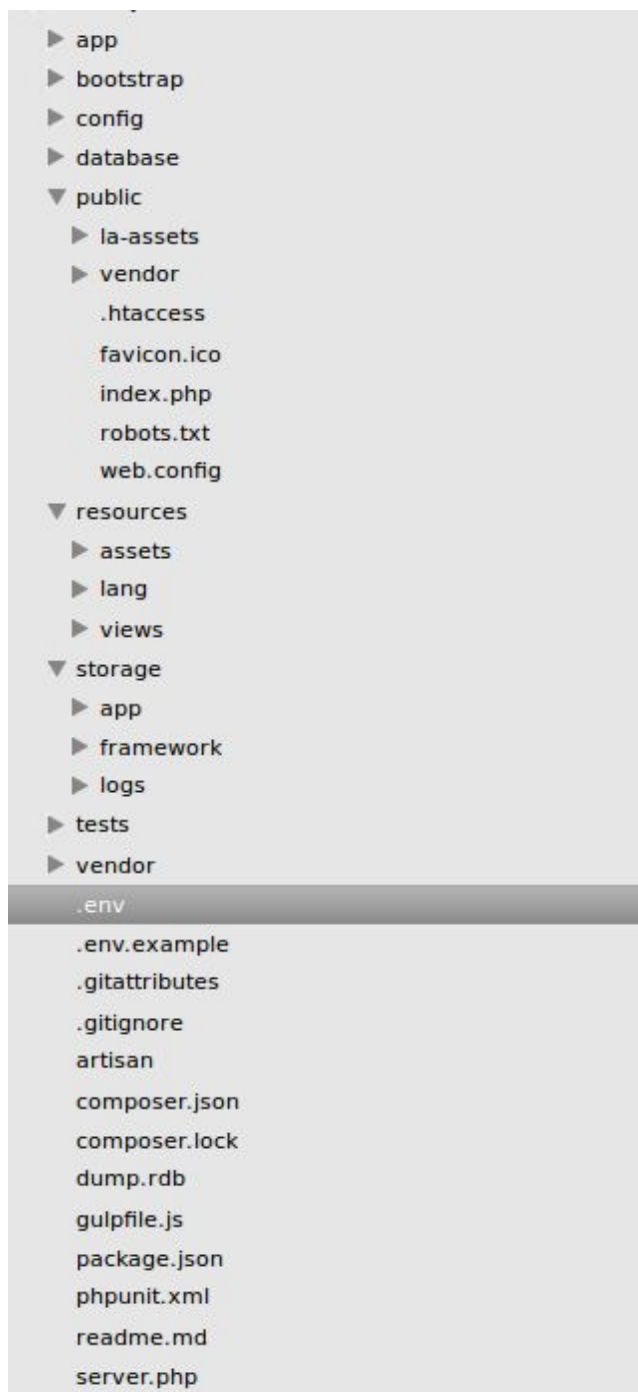 app
bootstrap
config
database
public
la-assets
vendor
.htaccess
favicon.ico
index.php
robots.txt
web.config
resources
assets
lang
views
storage
app
framework
logs
tests
vendor
.env
.env.example
.gitattributes
.gitignore
artisan
composer.json
composer.lock
dump.rdb
gulpfile.js
package.json
phpunit.xml
readme.md
server.php